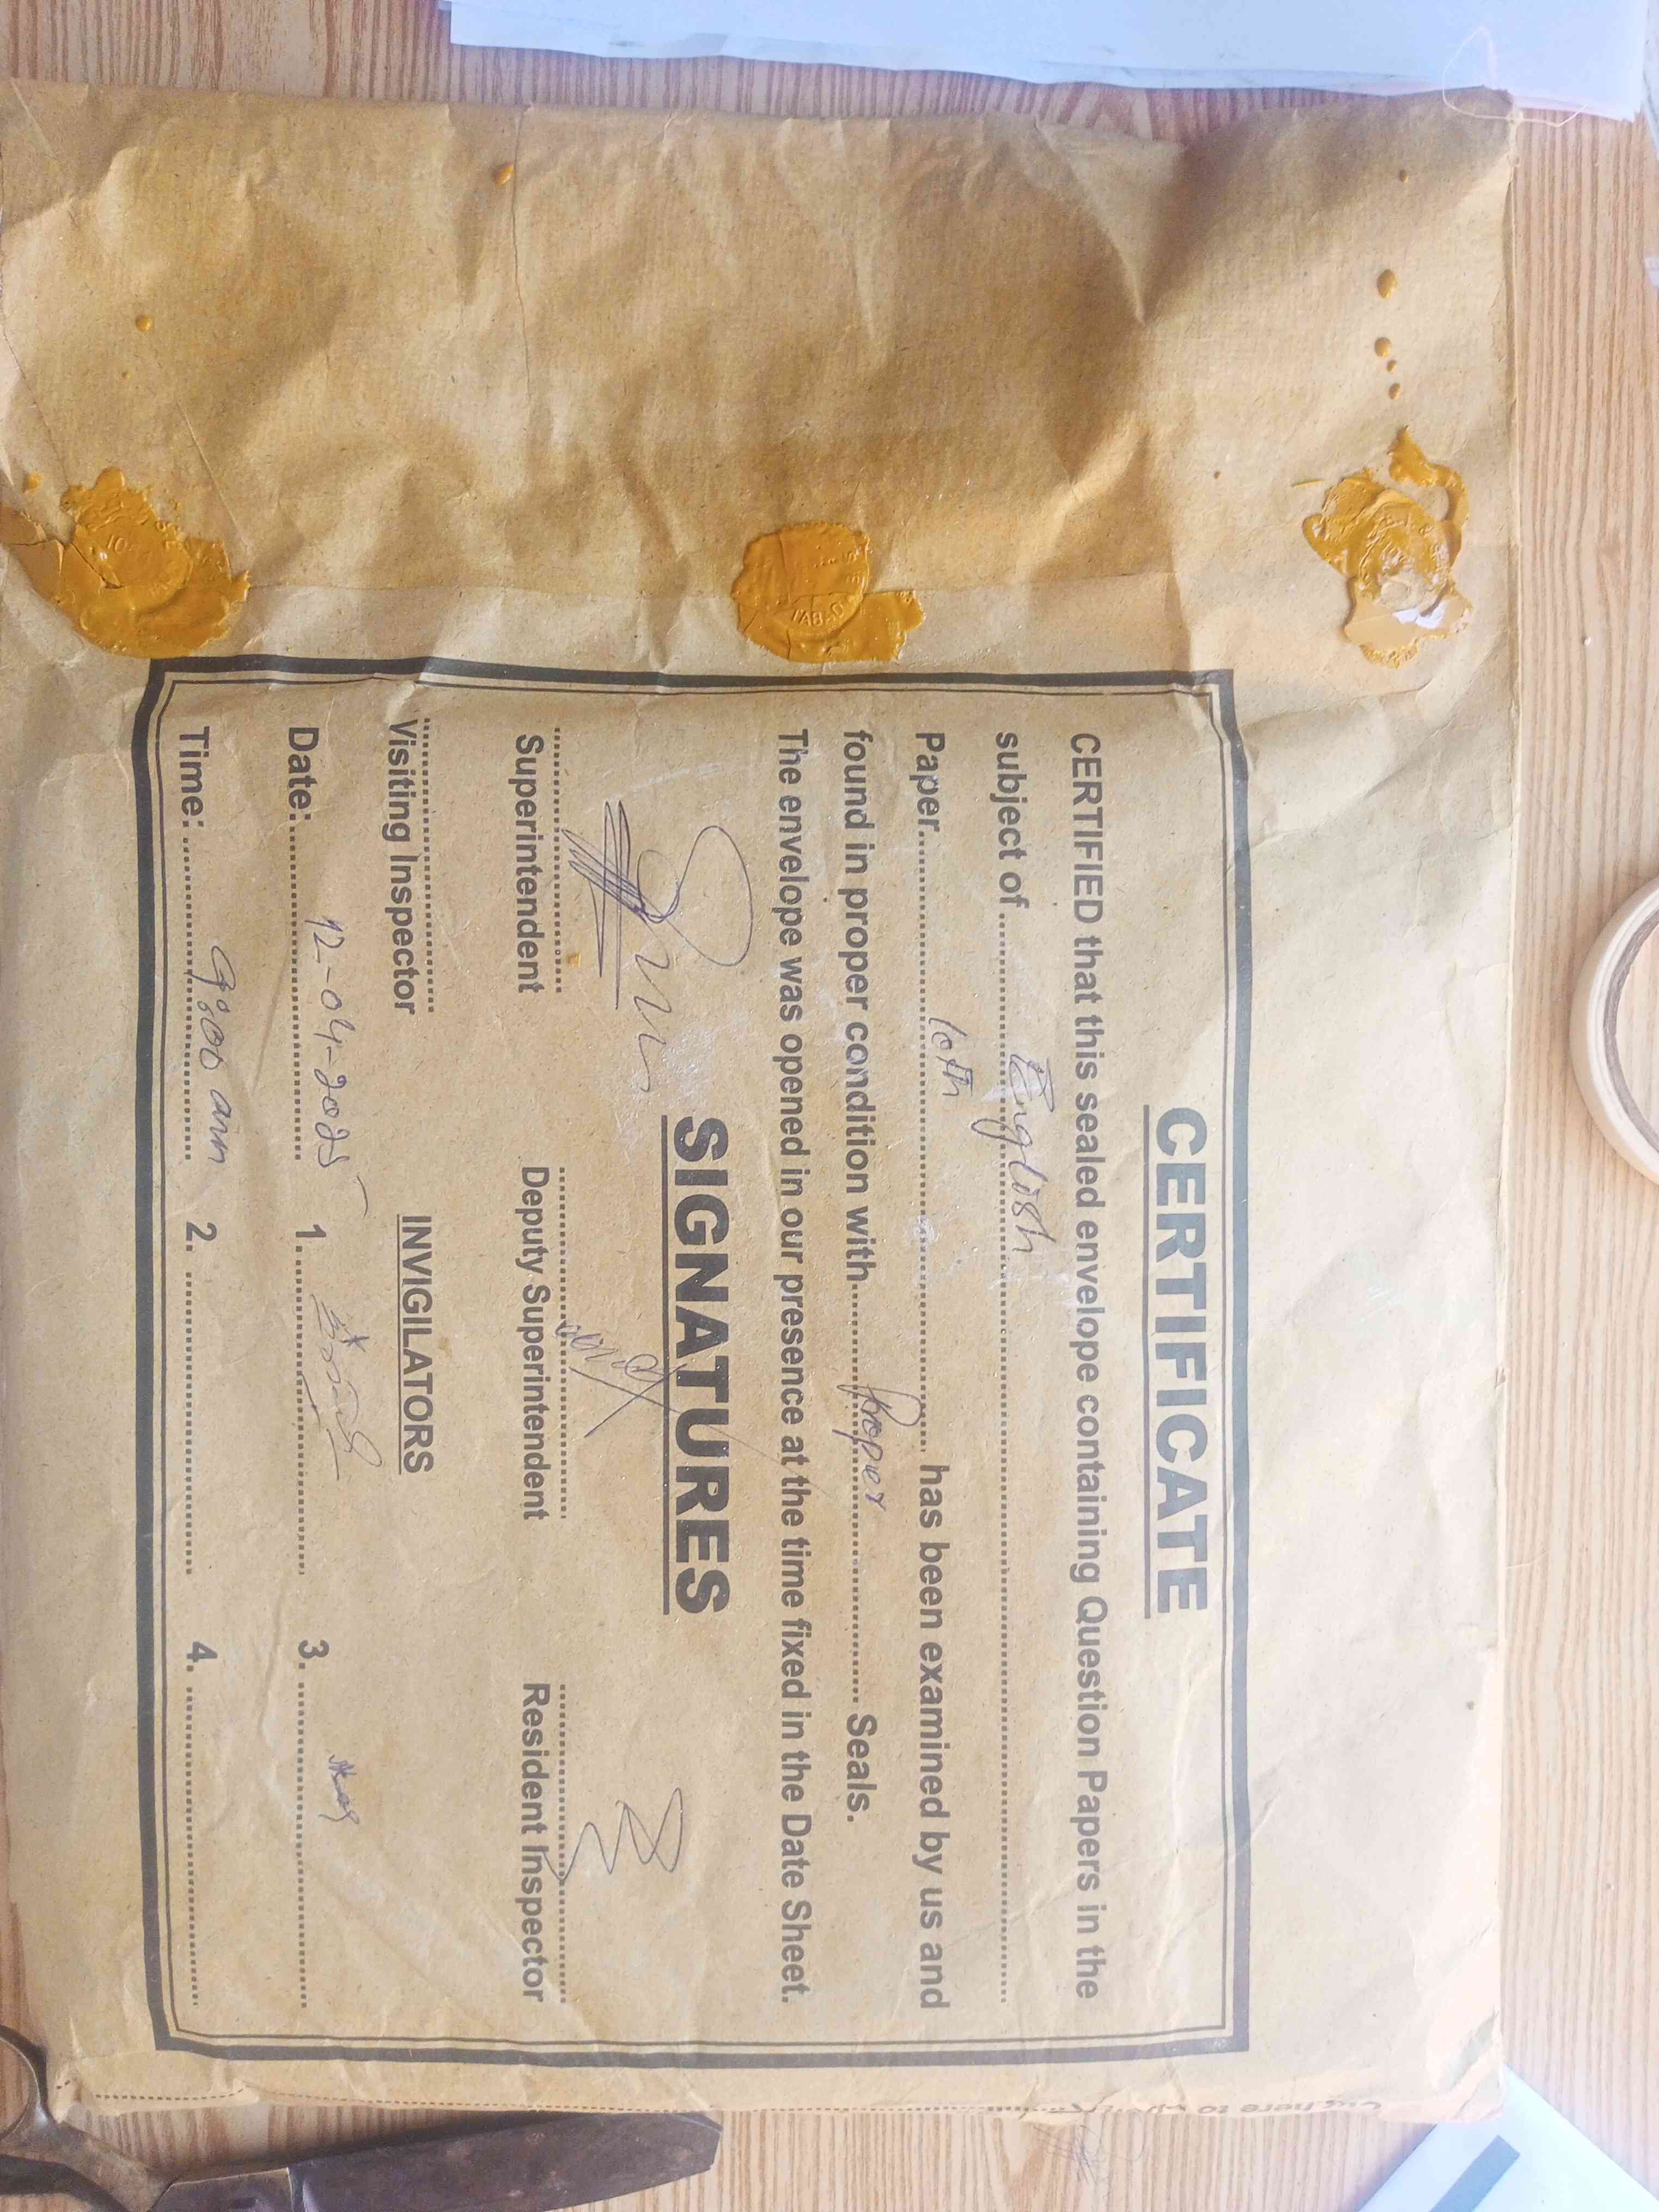 CERTIFICATE
CERTIFIED that this sealed envelope containing Question Papers in the
subject of ........ English ........
Paper ........ 10th ........ has been examined by us and
found in proper condition with ........ Proper ........ Seals.
The envelope was opened in our presence at the time fixed in the Date Sheet.
SIGNATURES
Superintendent Deputy Superintendent Resident Inspector
Visiting Inspector INVIGILATORS
Date: 12-04-2025 1. ........ 3. ........
Time: 9:00 am 2. ........ 4. ........